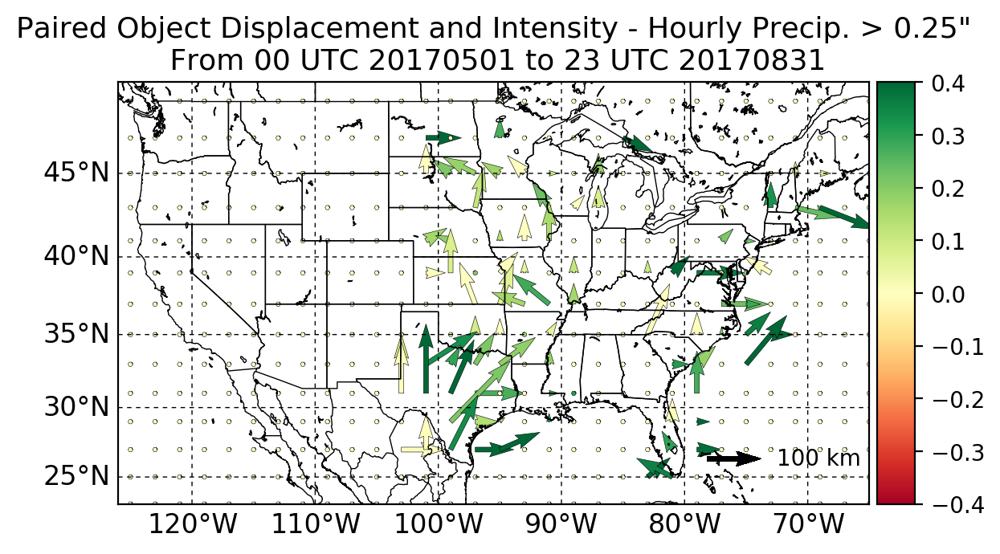 Paired Object Displacement and Intensity - Hourly Precip. > 0.25"
From 00 UTC 20170501 to 23 UTC 20170831
45°N
40°N
35°N
30°N
25°N
120°W 110°W 100°W 90°W 80°W 70°W
100 km
0.4
0.3
0.2
0.1
0.0
−0.1
−0.2
−0.3
−0.4